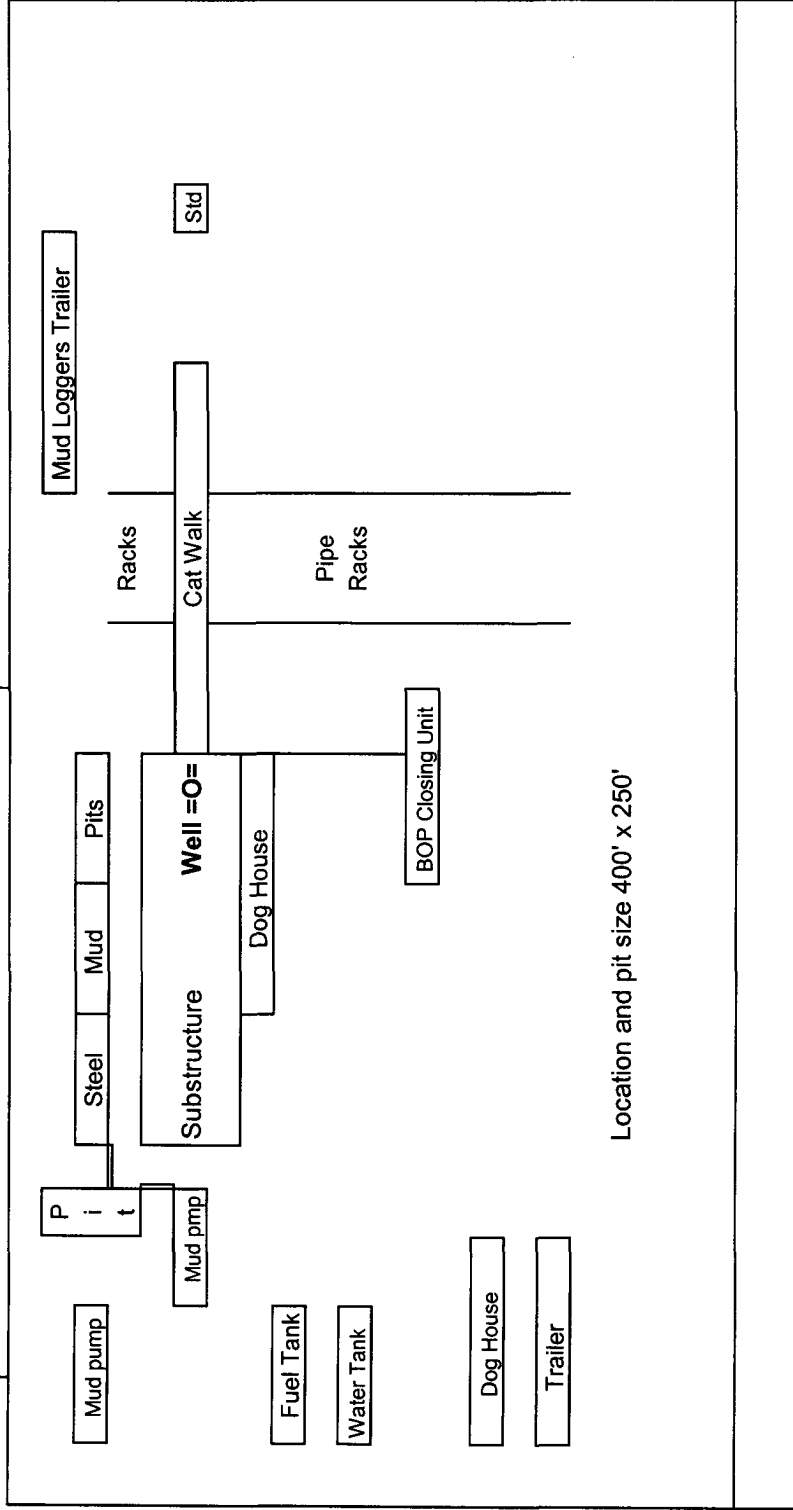 Mud Loggers Trailer
Std
Racks
Cat Walk
Pipe
Racks
Steel
Mud
Pits
Substructure
Well =O=
Dog House
BOP Closing Unit
P
i
t
Mud pmp
Mud pump
Fuel Tank
Water Tank
Dog House
Trailer
Location and pit size 400' x 250'